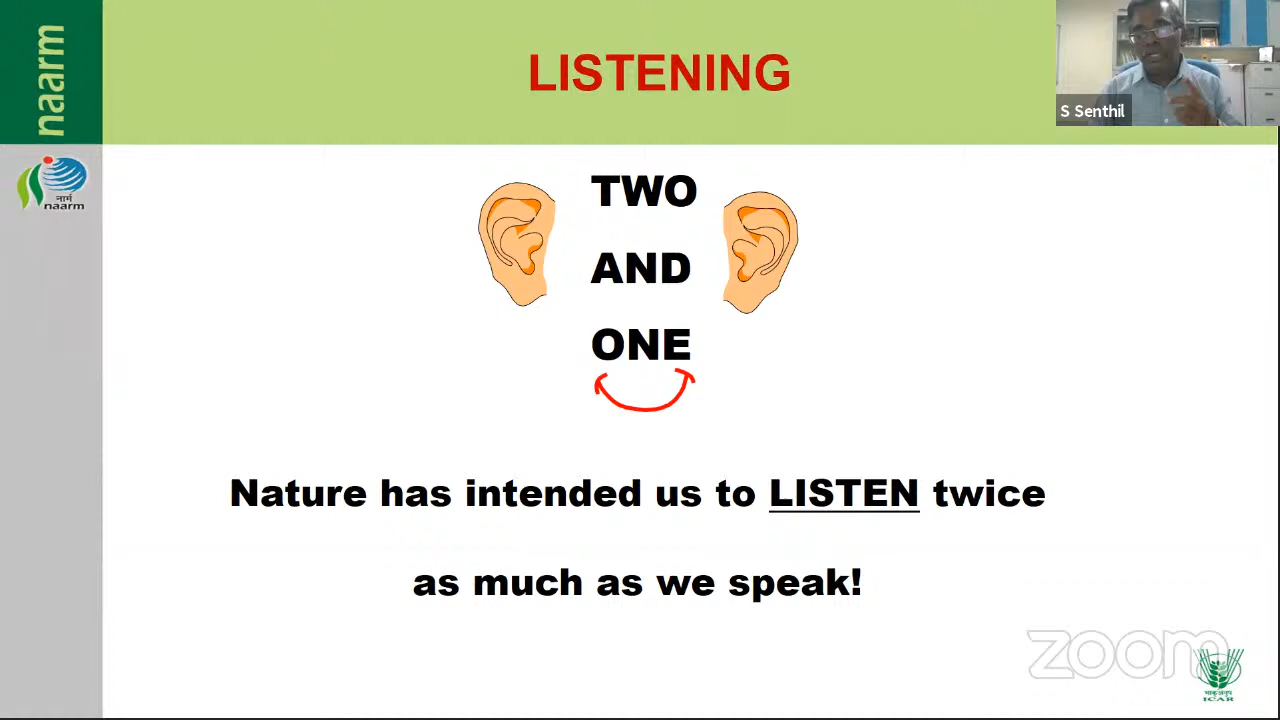 naarm
LISTENING
S Senthil
नार्म
naarm
TWO
AND
ONE
Nature has intended us to LISTEN twice
as much as we speak!
zoom
भाकृअनुप
ICAR